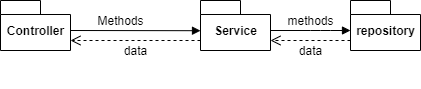 Methods
methods
Controller
Service
repository
data
data